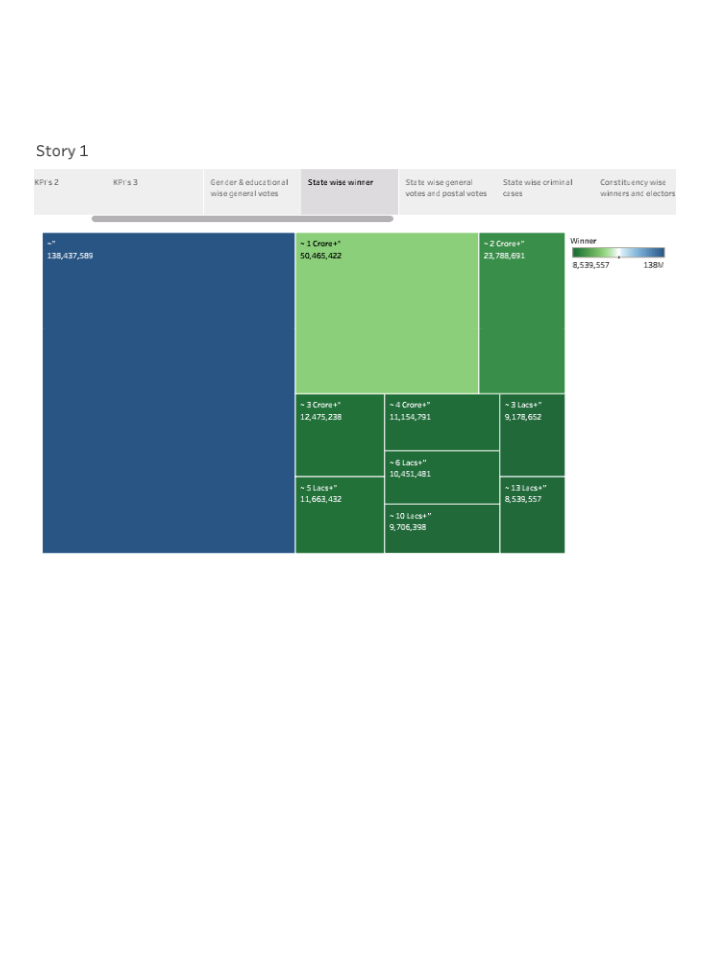 Story 1
KPI's 2
KPI's 3
Gender & educational
wise general votes
State wise winner
State wise general
votes and postal votes
State wise criminal
cases
Constituency wise
winners and electors
~"
138,437,589
~ 1 Crore+"
50,465,422
~ 2 Crore+"
23,788,691
Winner
8,539,557
138M
~ 3 Crore+"
12,475,238
~ 4 Crore+"
11,154,791
~ 3 Lacs+"
9,178,652
~ 6 Lacs+"
10,451,481
~ 5 Lacs+"
11,663,432
~ 13 Lacs+"
8,539,557
~ 10 Lacs+"
9,706,398